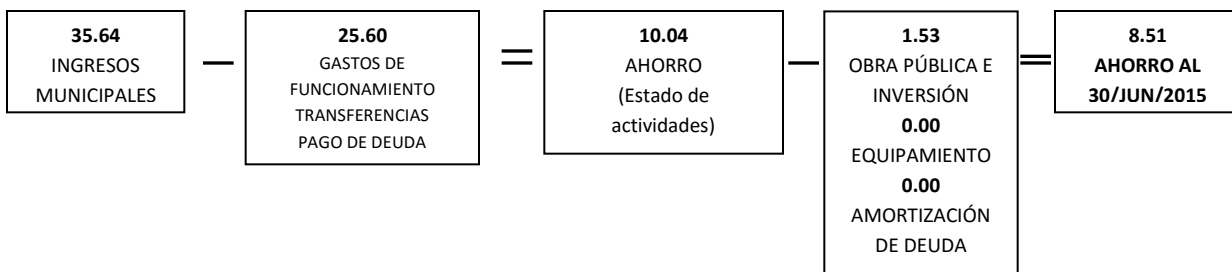 35.64
INGRESOS
MUNICIPALES
—
25.60
GASTOS DE
FUNCIONAMIENTO
TRANSFERENCIAS
PAGO DE DEUDA
=
10.04
AHORRO
(Estado de
actividades)
—
1.53
OBRA PÚBLICA E
INVERSIÓN
0.00
EQUIPAMIENTO
0.00
AMORTIZACIÓN
DE DEUDA
=
8.51
AHORRO AL
30/JUN/2015